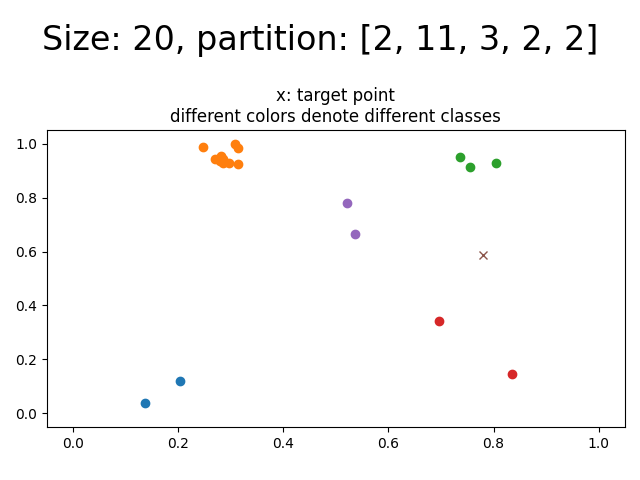 Size: 20, partition: [2, 11, 3, 2, 2]
x: target point
different colors denote different classes
1.0
0.8
0.6
0.4
0.2
0.0
0.0 0.2 0.4 0.6 0.8 1.0